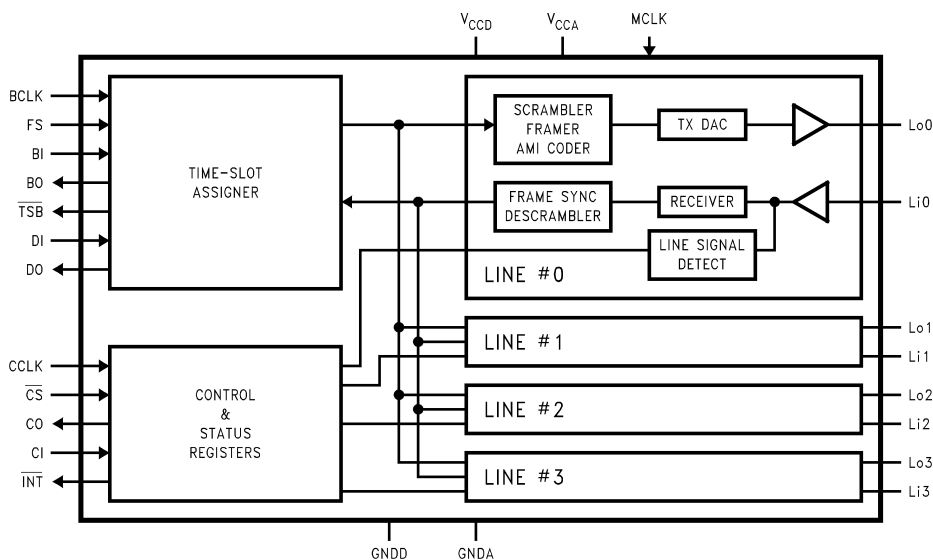 VCCD
VCCA
MCLK
BCLK
FS
BI
BO
TSB
DI
DO
TIME-SLOT
ASSIGNER
SCRAMBLER
FRAMER
AMI CODER
TX DAC
Lo0
FRAME SYNC
DESCRAMBLER
RECEIVER
Li0
LINE SIGNAL
DETECT
LINE #0
CCLK
CS
CO
CI
INT
CONTROL
&
STATUS
REGISTERS
LINE #1
Lo1
Li1
LINE #2
Lo2
Li2
LINE #3
Lo3
Li3
GNDD
GNDA